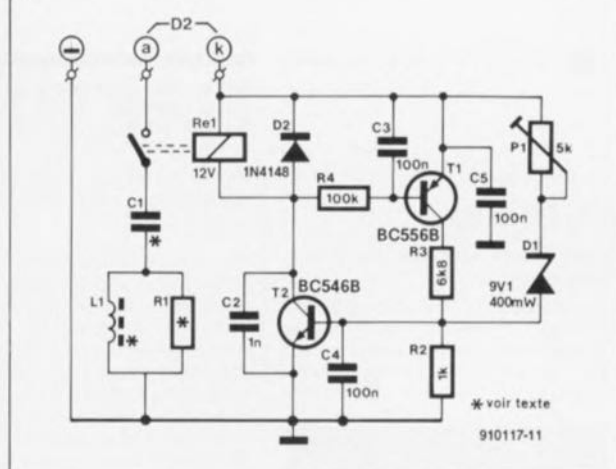 D2
a
k
Re1
12V
D2
1N4148
C3
100n
T1
P1
5k
R4
100k
C5
100n
BC556B
C1
*
R3
6k8
D1
9V1
400mW
L1
*
R1
*
C2
1n
T2
BC546B
C4
100n
R2
1k
* voir texte
910117-11